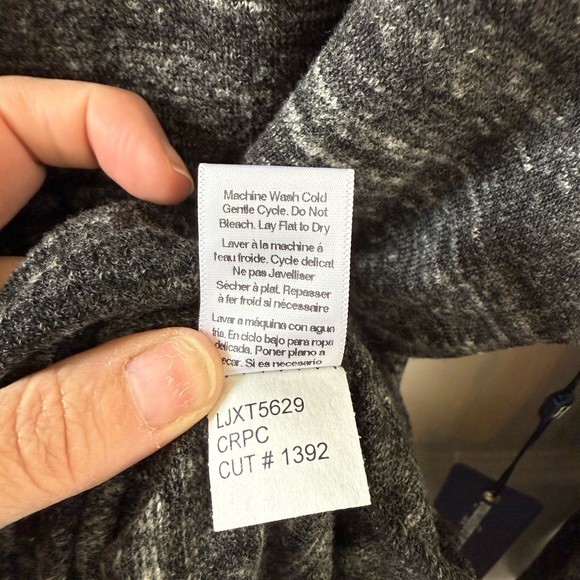 Machine Wash Cold
Gentle Cycle. Do Not
Bleach. Lay Flat to Dry
Laver à la machine á
l'eau froide. Cycle delicat
Ne pas Javelliser
Sècher à plat. Repasser
à fer froid si nécessaire
Lavar a máquina con agua
fria. En ciclo bajo para ropa
delicada. Poner plano a
ecar. Si es necesario
LJXT5629
CRPC
CUT # 1392